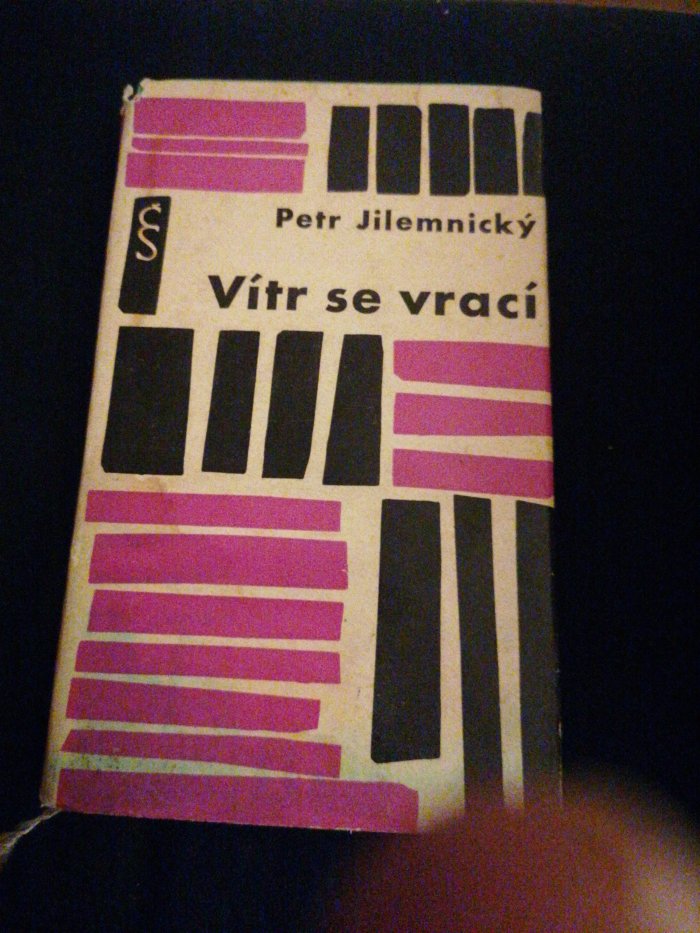 ČS
Petr Jilemnický
Vítr se vrací